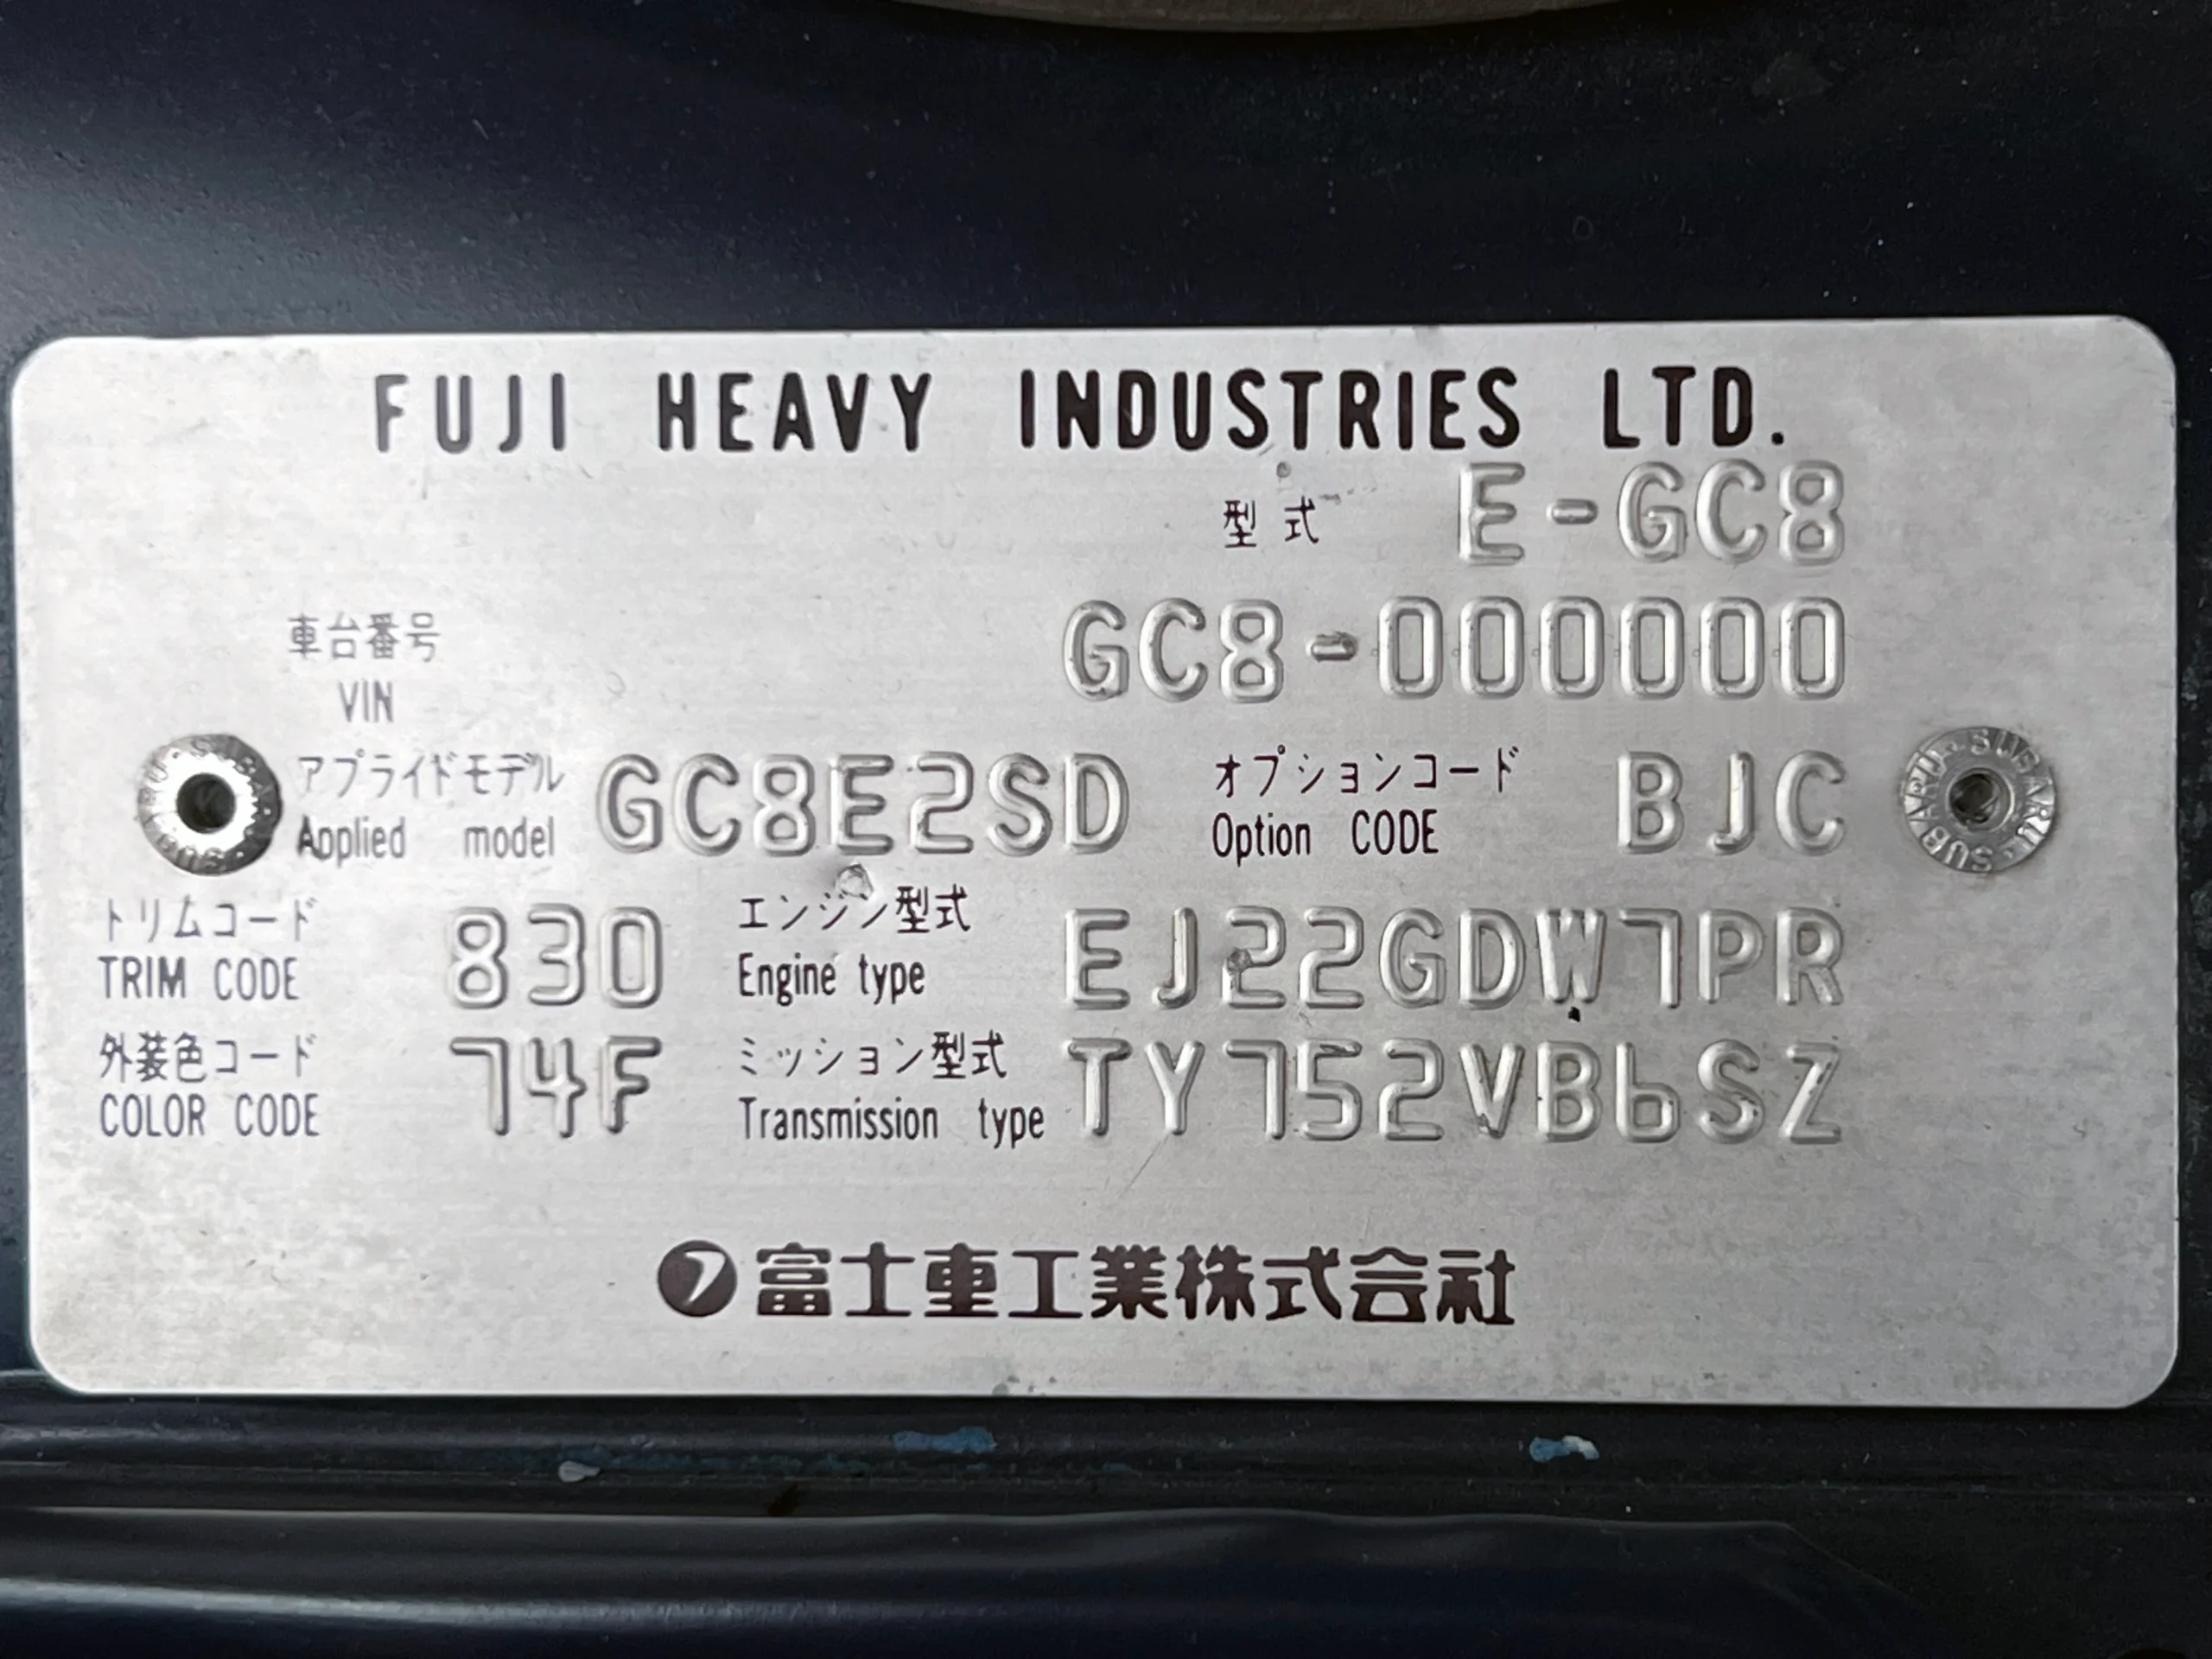 FUJI HEAVY INDUSTRIES LTD.
型式 E-GC8
車台番号 GC8-000000
VIN
アプライドモデル GC8E2SD オプションコード BJC
Applied model Option CODE
トリムコード 830 エンジン型式 EJ22GDW7PR
TRIM CODE Engine type
外装色コード 74F ミッション型式 TY752VB6SZ
COLOR CODE Transmission type
富士重工業株式会社
SUBARU SUBARU